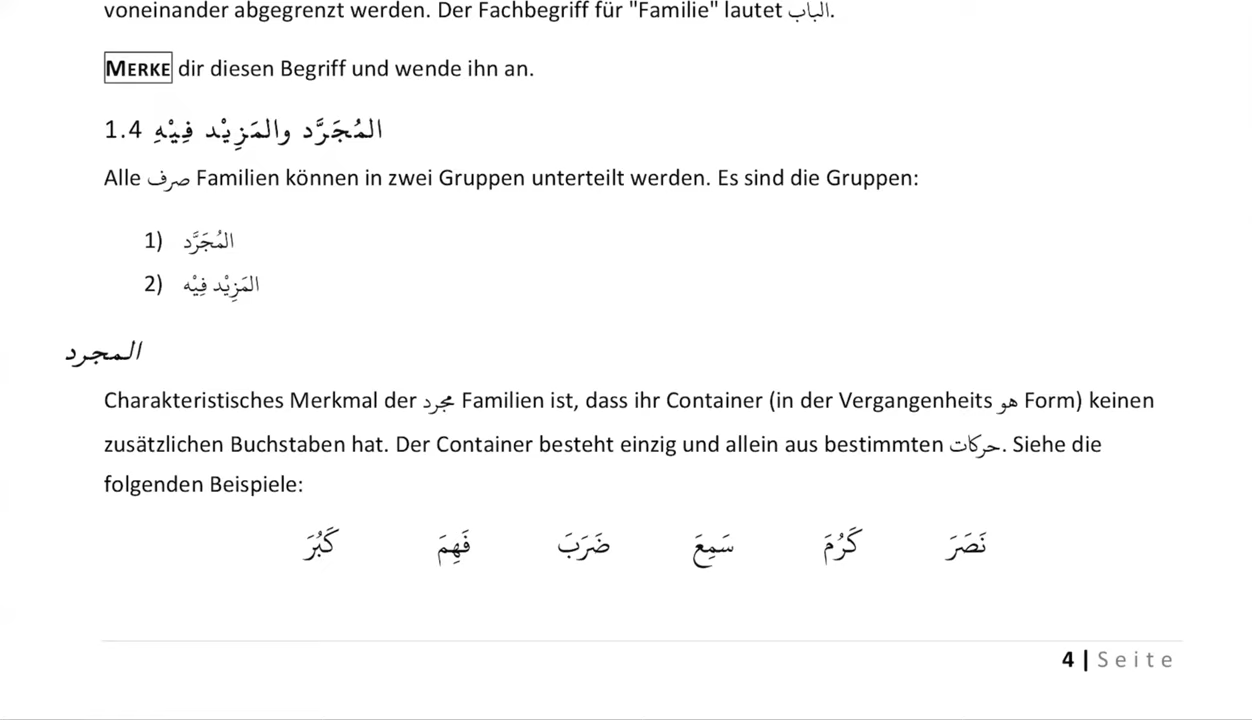 voneinander abgegrenzt werden. Der Fachbegriff für "Familie" lautet الباب.
MERKE dir diesen Begriff und wende ihn an.
1.4 المُجَرَّد والمَزِيْد فِيْهِ
Alle صرف Familien können in zwei Gruppen unterteilt werden. Es sind die Gruppen:
1) المُجَرَّد
2) المَزِيْد فِيْه
المجرد
Charakteristisches Merkmal der مجرد Familien ist, dass ihr Container (in der Vergangenheits هو Form) keinen
zusätzlichen Buchstaben hat. Der Container besteht einzig und allein aus bestimmten حركات. Siehe die
folgenden Beispiele:
نَصَرَ كَرُمَ سَمِعَ ضَرَبَ فَهِمَ كَبُرَ
4 | Seite